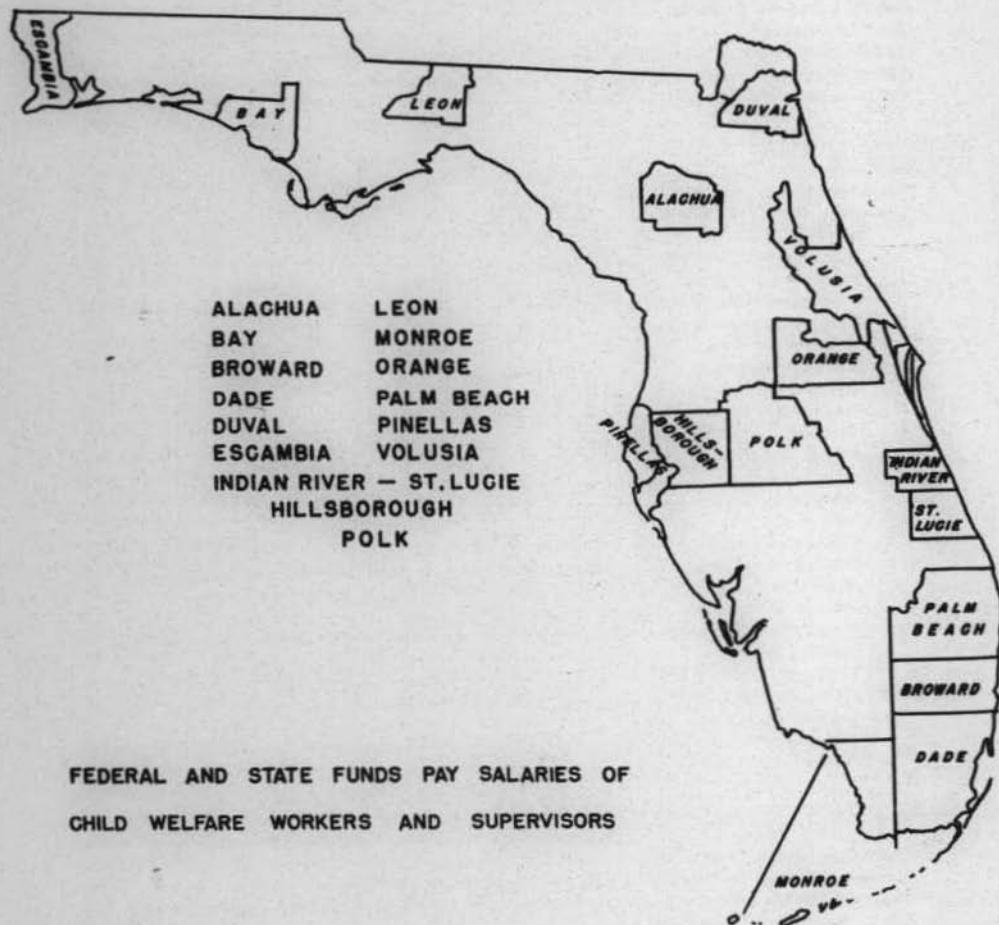 ESCAMBIA
BAY
LEON
DUVAL
ALACHUA
VOLUSIA
ORANGE
PINELLAS
HILLS-
BOROUGH
POLK
INDIAN
RIVER
ST.
LUCIE
PALM
BEACH
BROWARD
DADE
MONROE
ALACHUA LEON
BAY MONROE
BROWARD ORANGE
DADE PALM BEACH
DUVAL PINELLAS
ESCAMBIA VOLUSIA
INDIAN RIVER — ST. LUCIE
HILLSBOROUGH
POLK
FEDERAL AND STATE FUNDS PAY SALARIES OF
CHILD WELFARE WORKERS AND SUPERVISORS